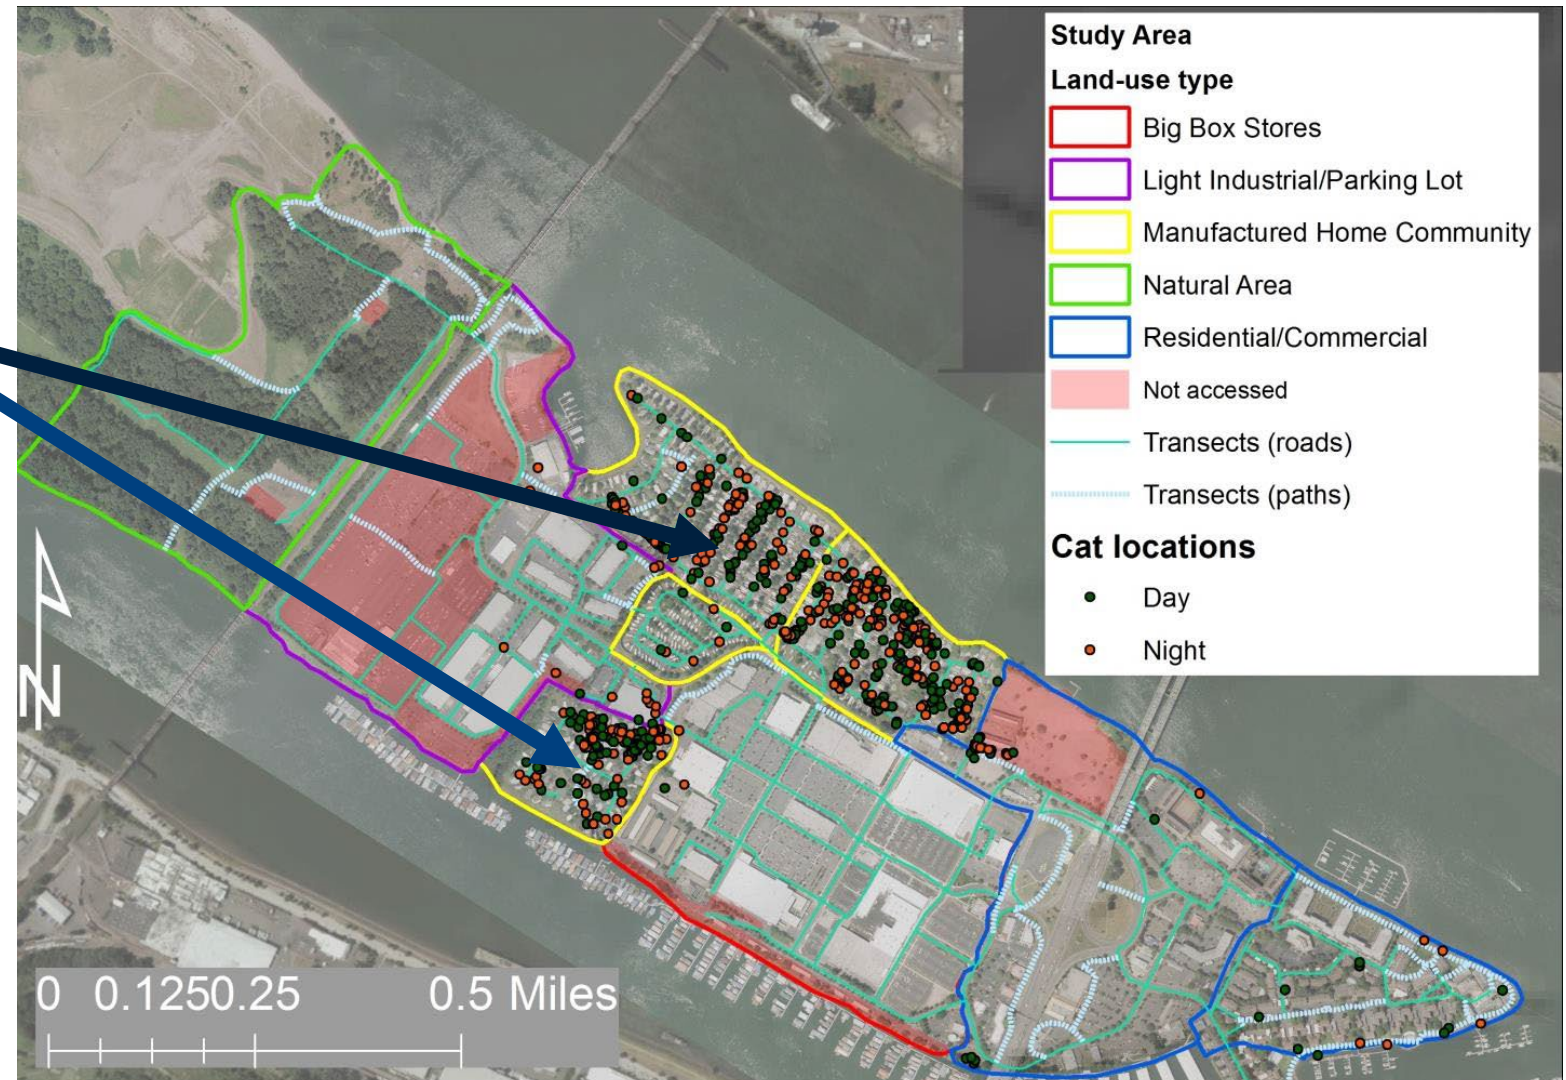 Study Area
Land-use type
Big Box Stores
Light Industrial/Parking Lot
Manufactured Home Community
Natural Area
Residential/Commercial
Not accessed
Transects (roads)
Transects (paths)
Cat locations
Day
Night
N
0 0.1250.25 0.5 Miles